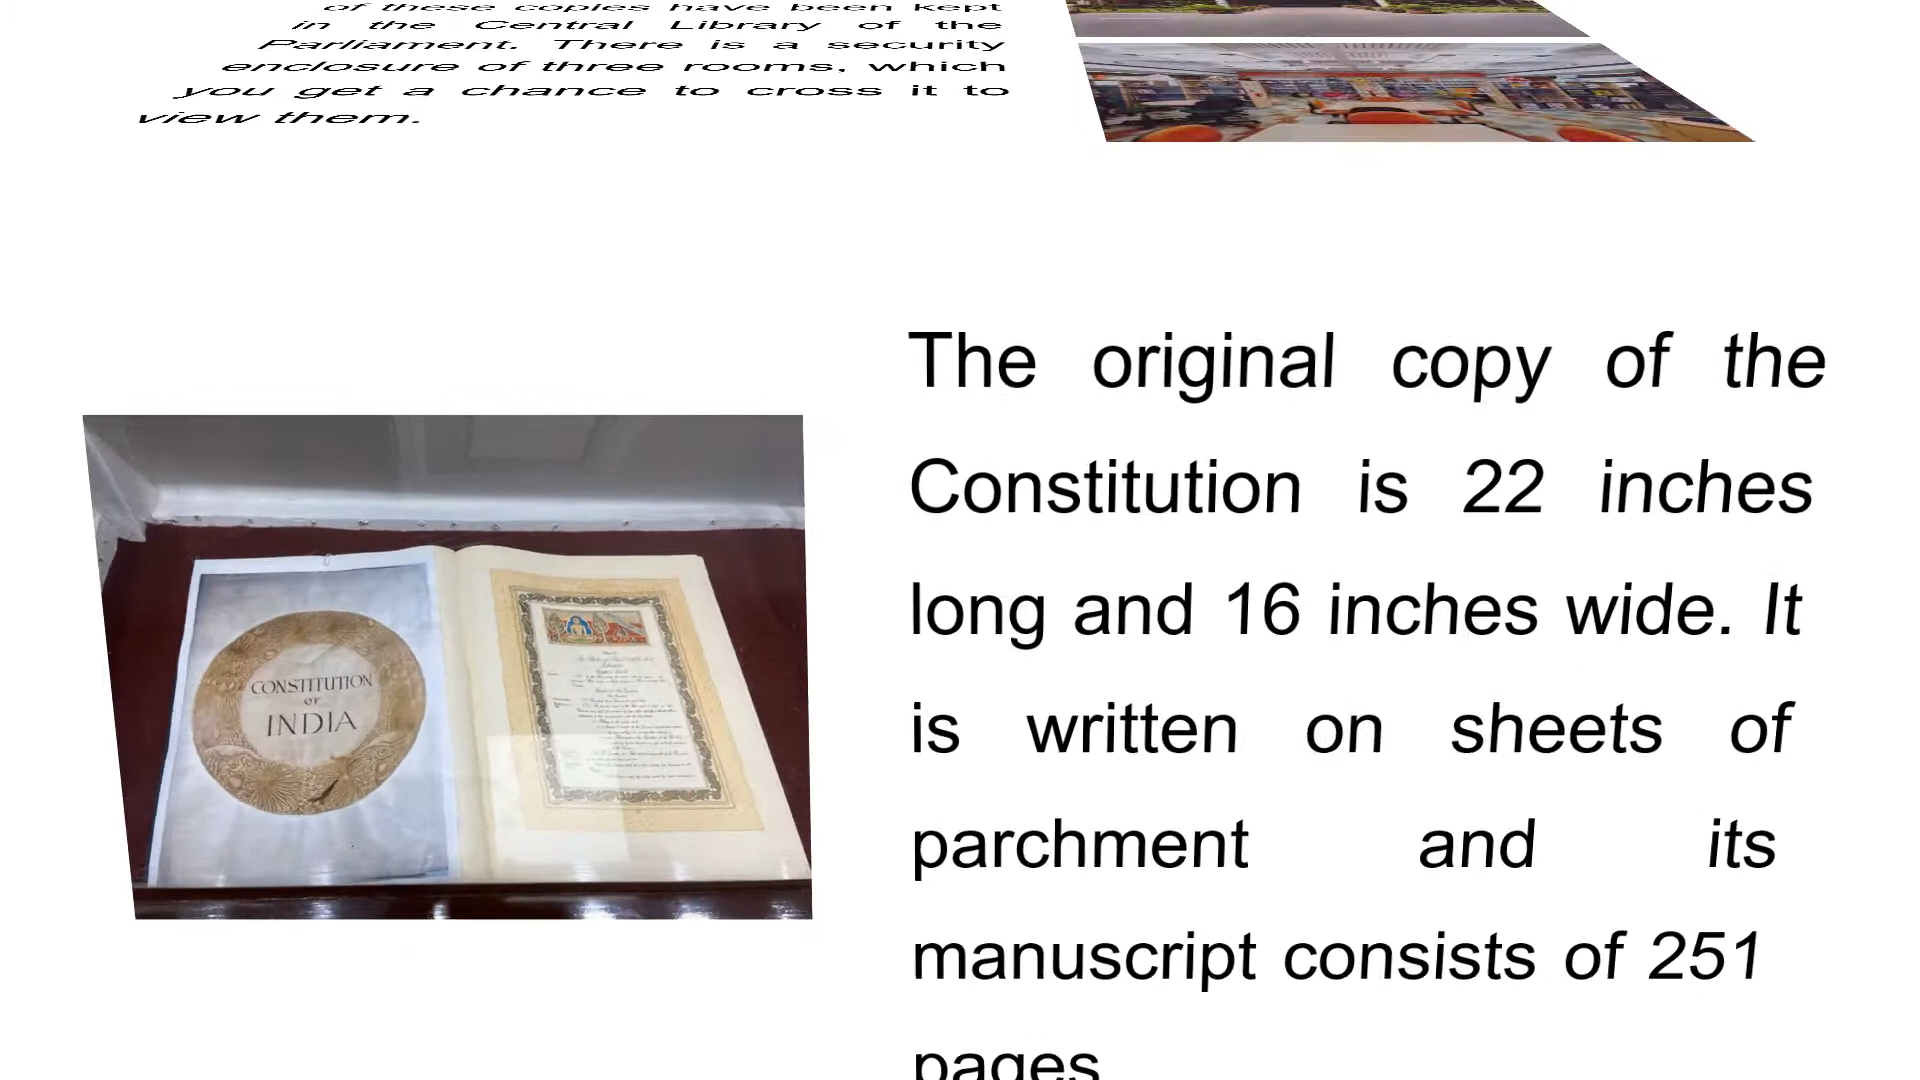 of these copies have been kept
in the Central Library of the
Parliament. There is a security
enclosure of three rooms, which
you get a chance to cross it to
view them.
The original copy of the
Constitution is 22 inches
long and 16 inches wide. It
is written on sheets of
parchment and its
manuscript consists of 251
pages
CONSTITUTION
OF
INDIA